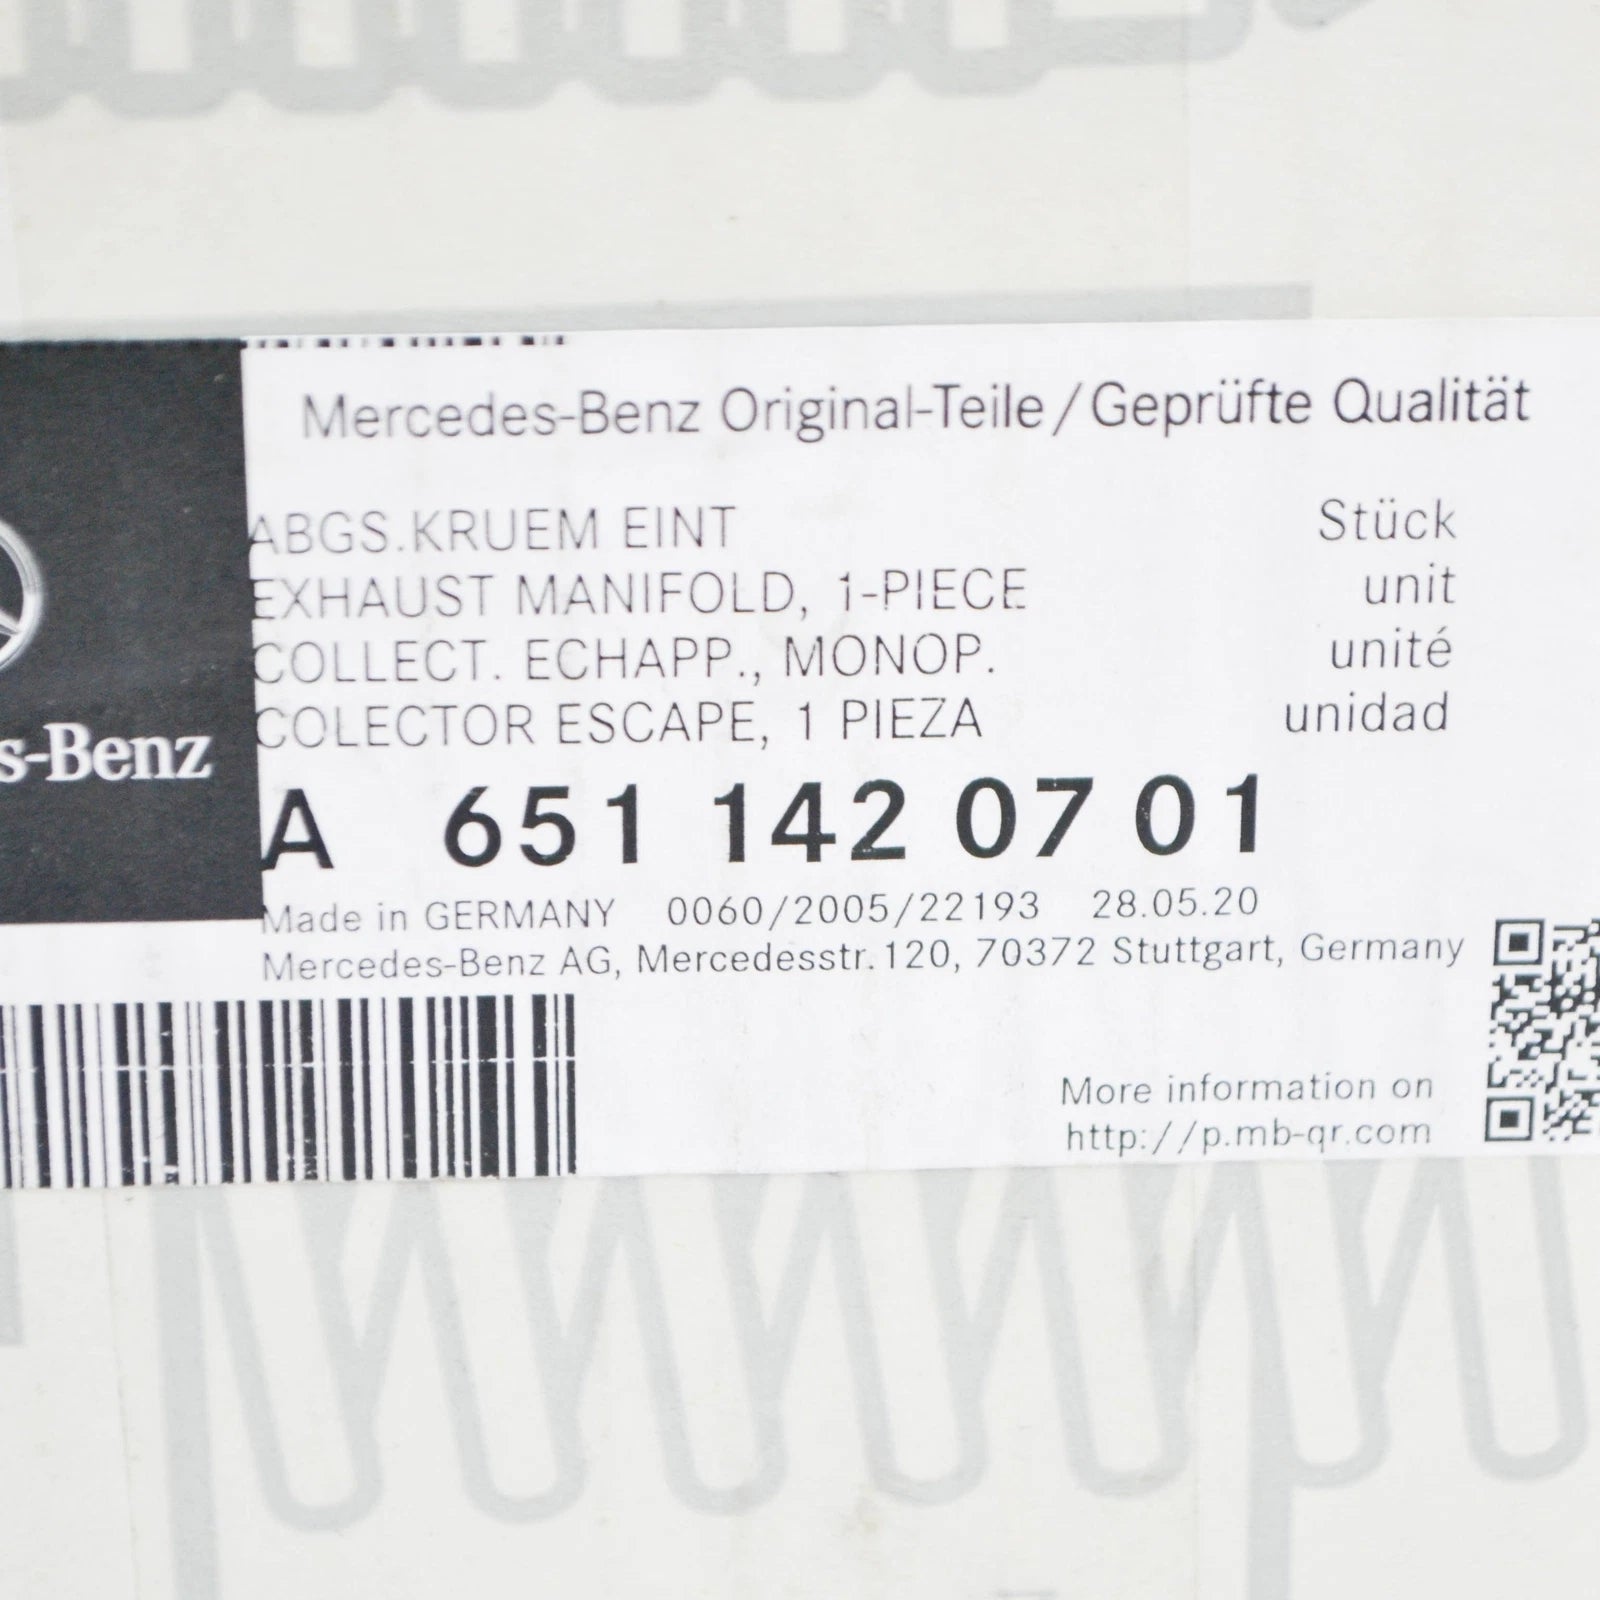 Mercedes-Benz Original-Teile/Geprüfte Qualität
ABGS.KRUEM EINT Stück
EXHAUST MANIFOLD, 1-PIECE unit
COLLECT. ECHAPP., MONOP. unité
COLECTOR ESCAPE, 1 PIEZA unidad
s-Benz
A 651 142 07 01
Made in GERMANY 0060/2005/22193 28.05.20
Mercedes-Benz AG, Mercedesstr.120, 70372 Stuttgart, Germany
More information on
http://p.mb-qr.com